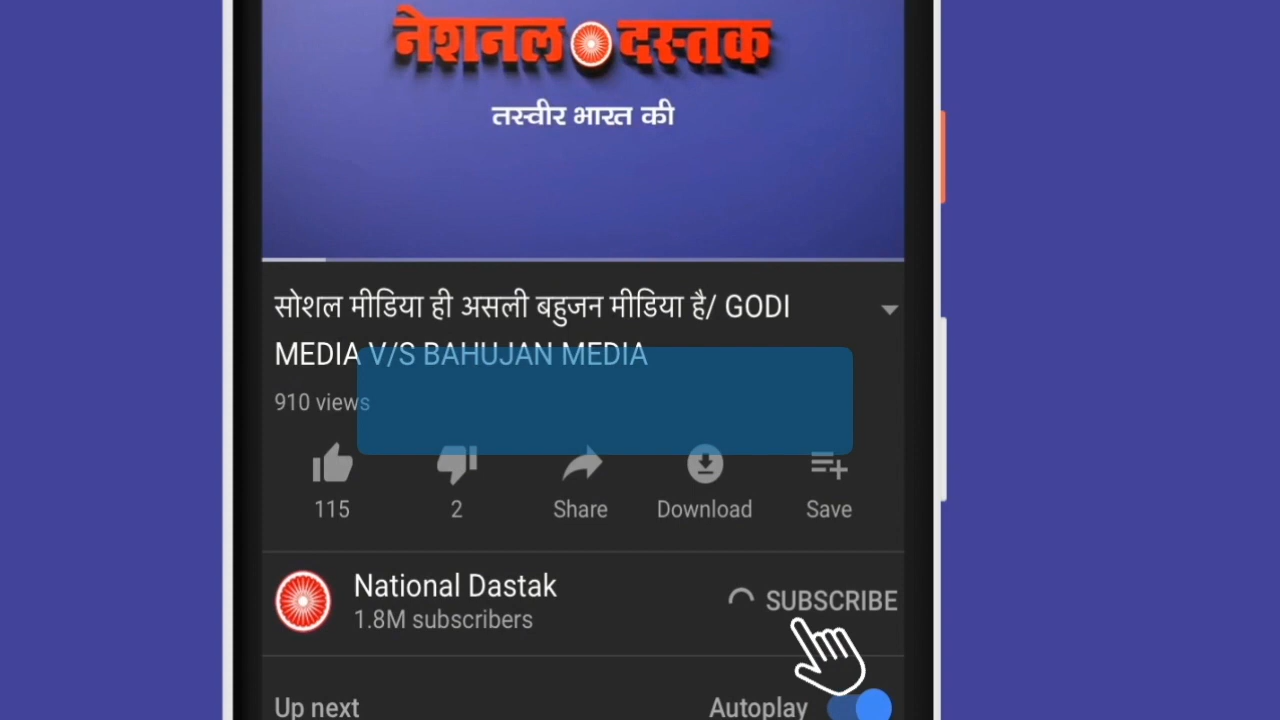 नेशनल दस्तक
तस्वीर भारत की
सोशल मीडिया ही असली बहुजन मीडिया है/ GODI
MEDIA V/S BAHUJAN MEDIA
910 views
115
2
Share
Download
Save
National Dastak
1.8M subscribers
SUBSCRIBE
Up next
Autoplay